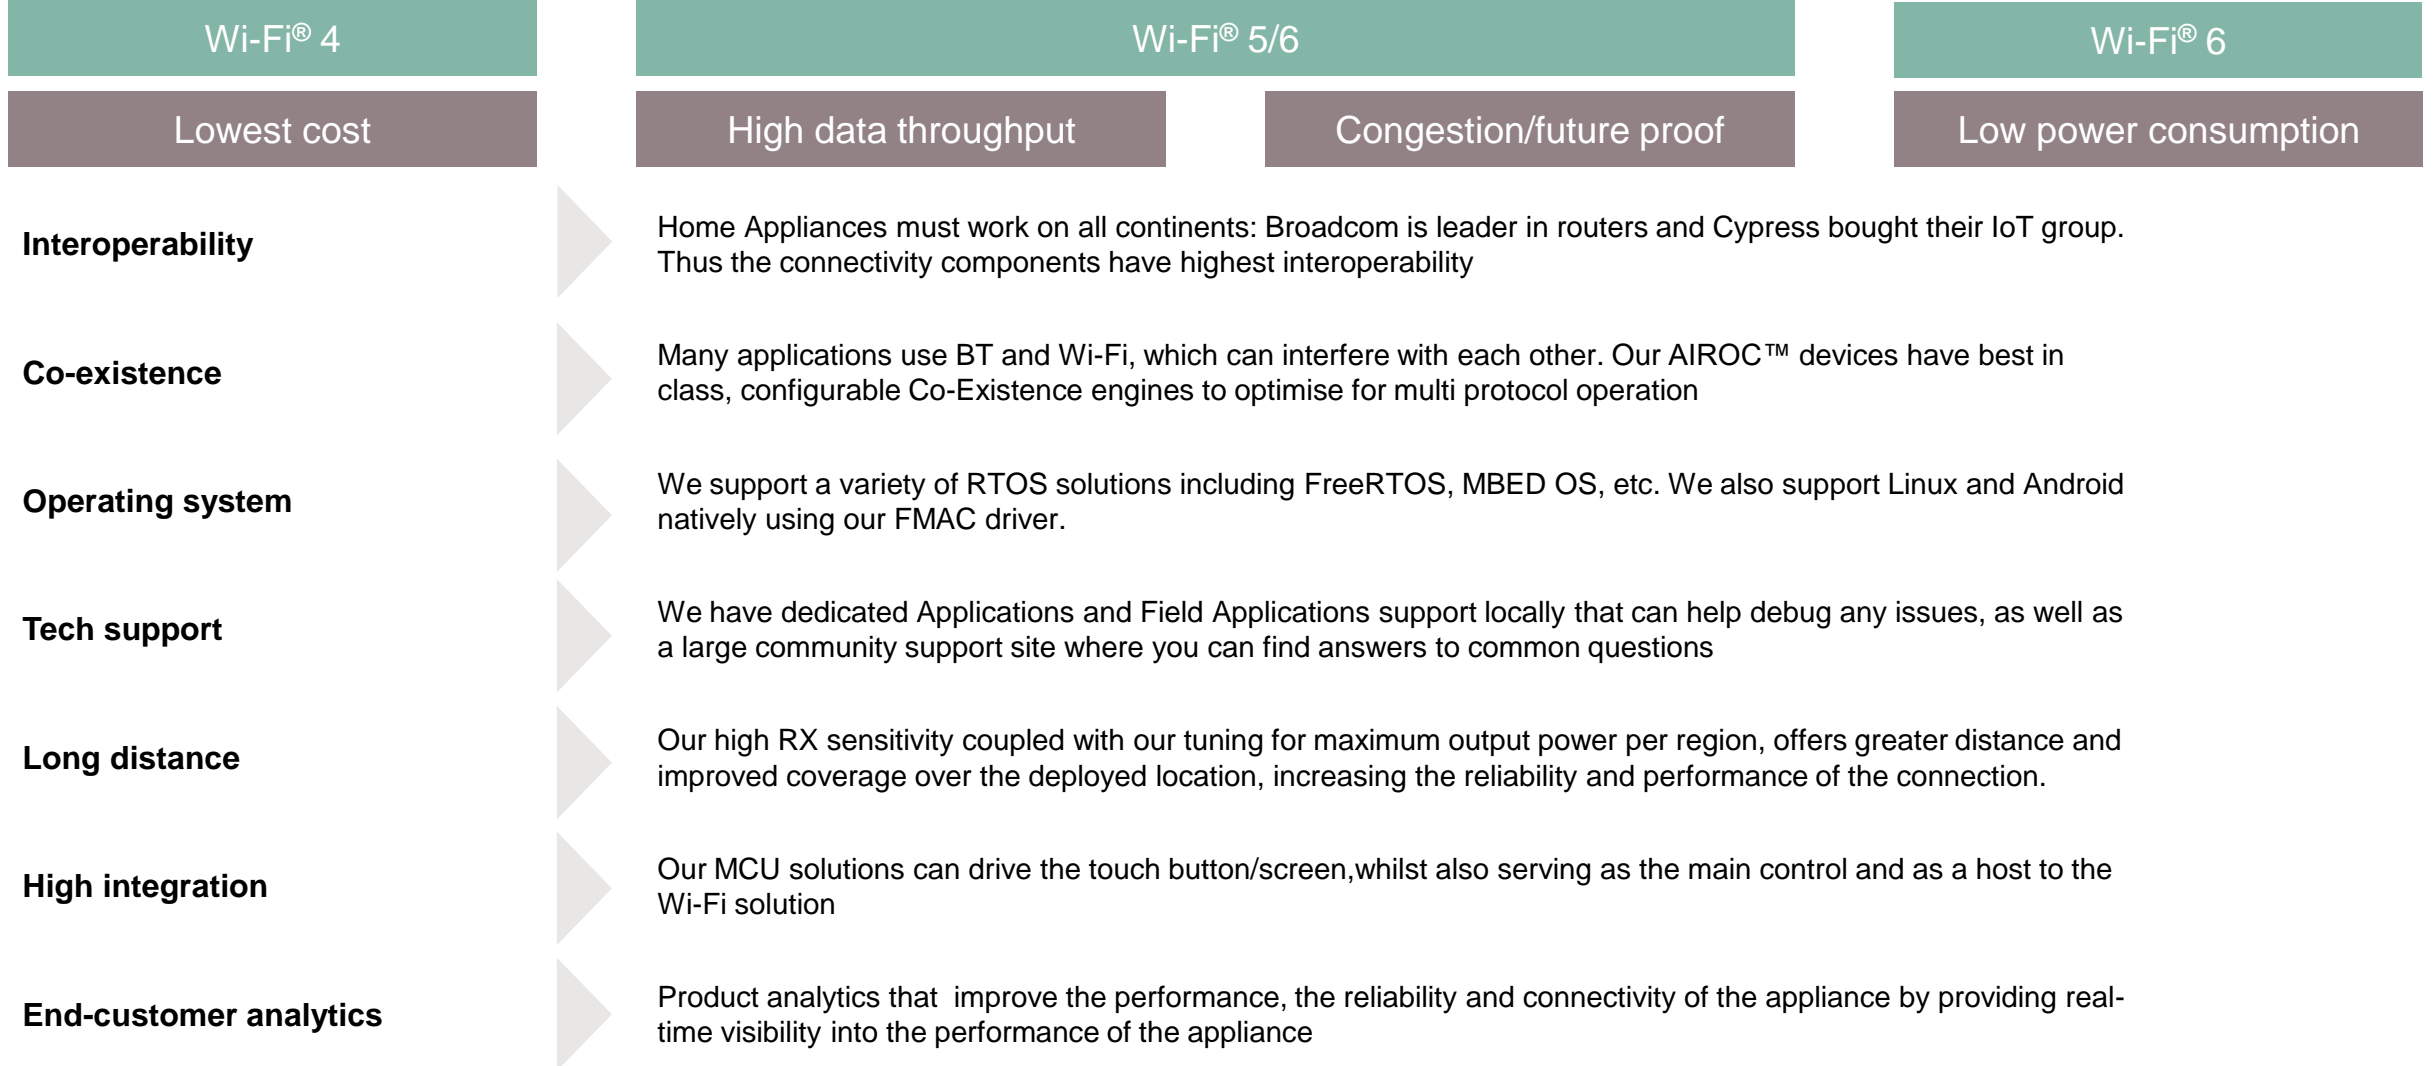 Wi-Fi® 4
Wi-Fi® 5/6
Wi-Fi® 6
Lowest cost
High data throughput
Congestion/future proof
Low power consumption
Interoperability
Home Appliances must work on all continents: Broadcom is leader in routers and Cypress bought their IoT group.
Thus the connectivity components have highest interoperability
Co-existence
Many applications use BT and Wi-Fi, which can interfere with each other. Our AIROC™ devices have best in
class, configurable Co-Existence engines to optimise for multi protocol operation
Operating system
We support a variety of RTOS solutions including FreeRTOS, MBED OS, etc. We also support Linux and Android
natively using our FMAC driver.
Tech support
We have dedicated Applications and Field Applications support locally that can help debug any issues, as well as
a large community support site where you can find answers to common questions
Long distance
Our high RX sensitivity coupled with our tuning for maximum output power per region, offers greater distance and
improved coverage over the deployed location, increasing the reliability and performance of the connection.
High integration
Our MCU solutions can drive the touch button/screen,whilst also serving as the main control and as a host to the
Wi-Fi solution
End-customer analytics
Product analytics that  improve the performance, the reliability and connectivity of the appliance by providing real-
time visibility into the performance of the appliance